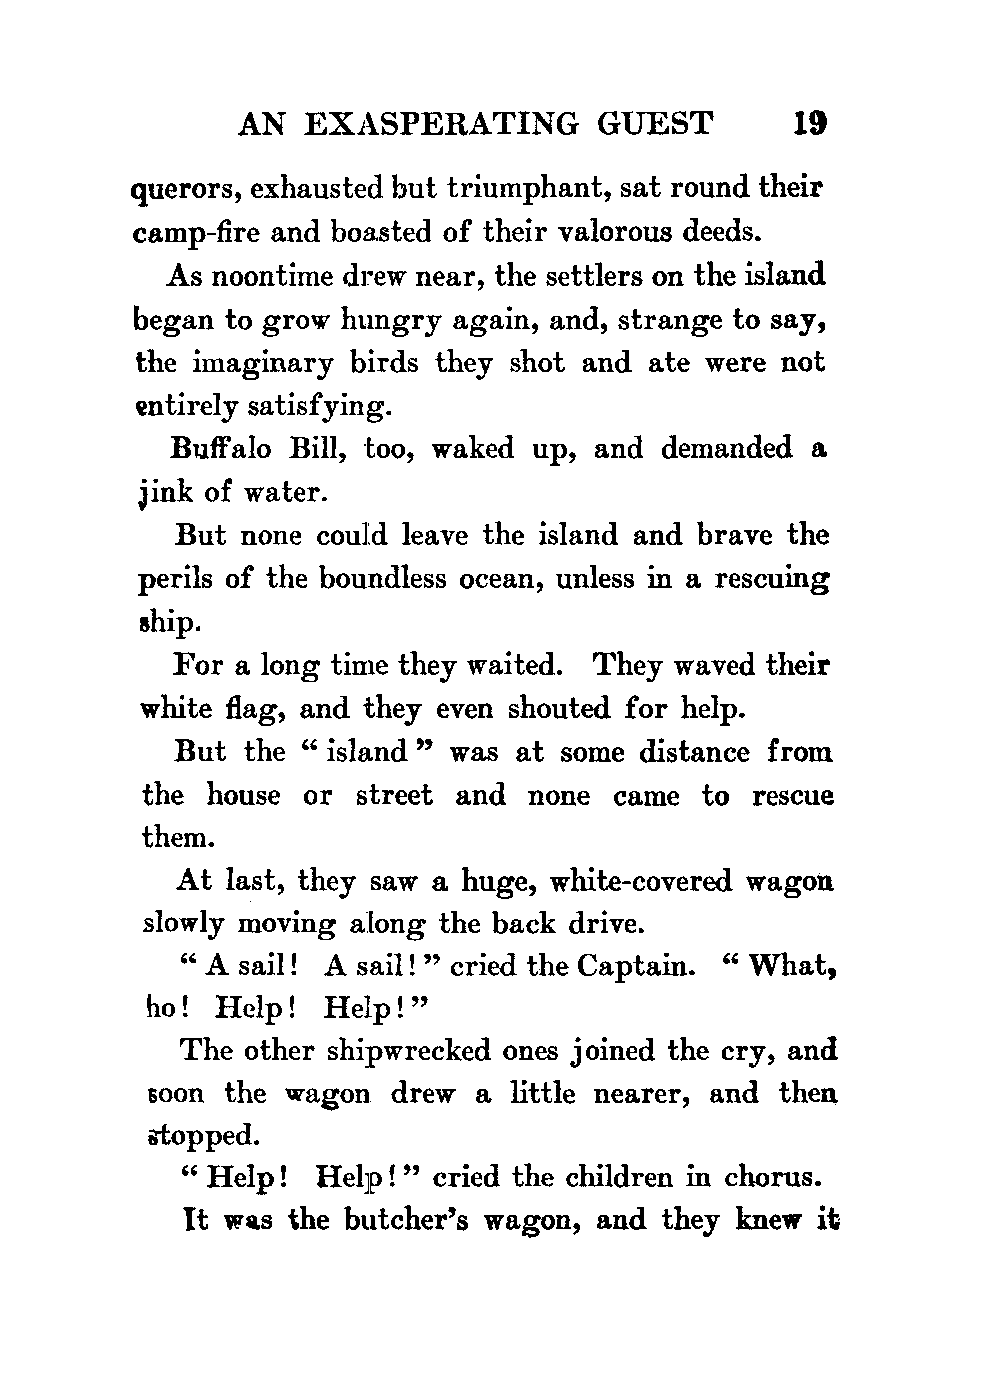 AN EXASPERATING GUEST 19
querors, exhausted but triumphant, sat round their
camp-fire and boasted of their valorous deeds.
As noontime drew near, the settlers on the island
began to grow hungry again, and, strange to say,
the imaginary birds they shot and ate were not
entirely satisfying.
Buffalo Bill, too, waked up, and demanded a
jink of water.
But none could leave the island and brave the
perils of the boundless ocean, unless in a rescuing
ship.
For a long time they waited. They waved their
white flag, and they even shouted for help.
But the “ island ” was at some distance from
the house or street and none came to rescue
them.
At last, they saw a huge, white-covered wagon
slowly moving along the back drive.
“ A sail! A sail! ” cried the Captain. “ What,
ho! Help! Help! ”
The other shipwrecked ones joined the cry, and
soon the wagon drew a little nearer, and then
stopped.
“ Help! Help! ” cried the children in chorus.
It was the butcher’s wagon, and they knew it